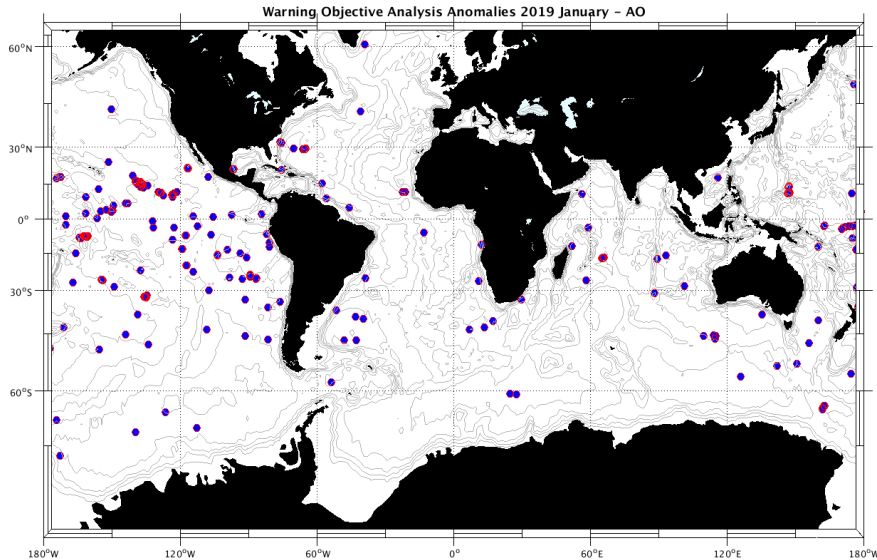 Warning Objective Analysis Anomalies 2019 January – AO
60°N
30°N
0°
30°S
60°S
180°W 120°W 60°W 0° 60°E 120°E 180°W